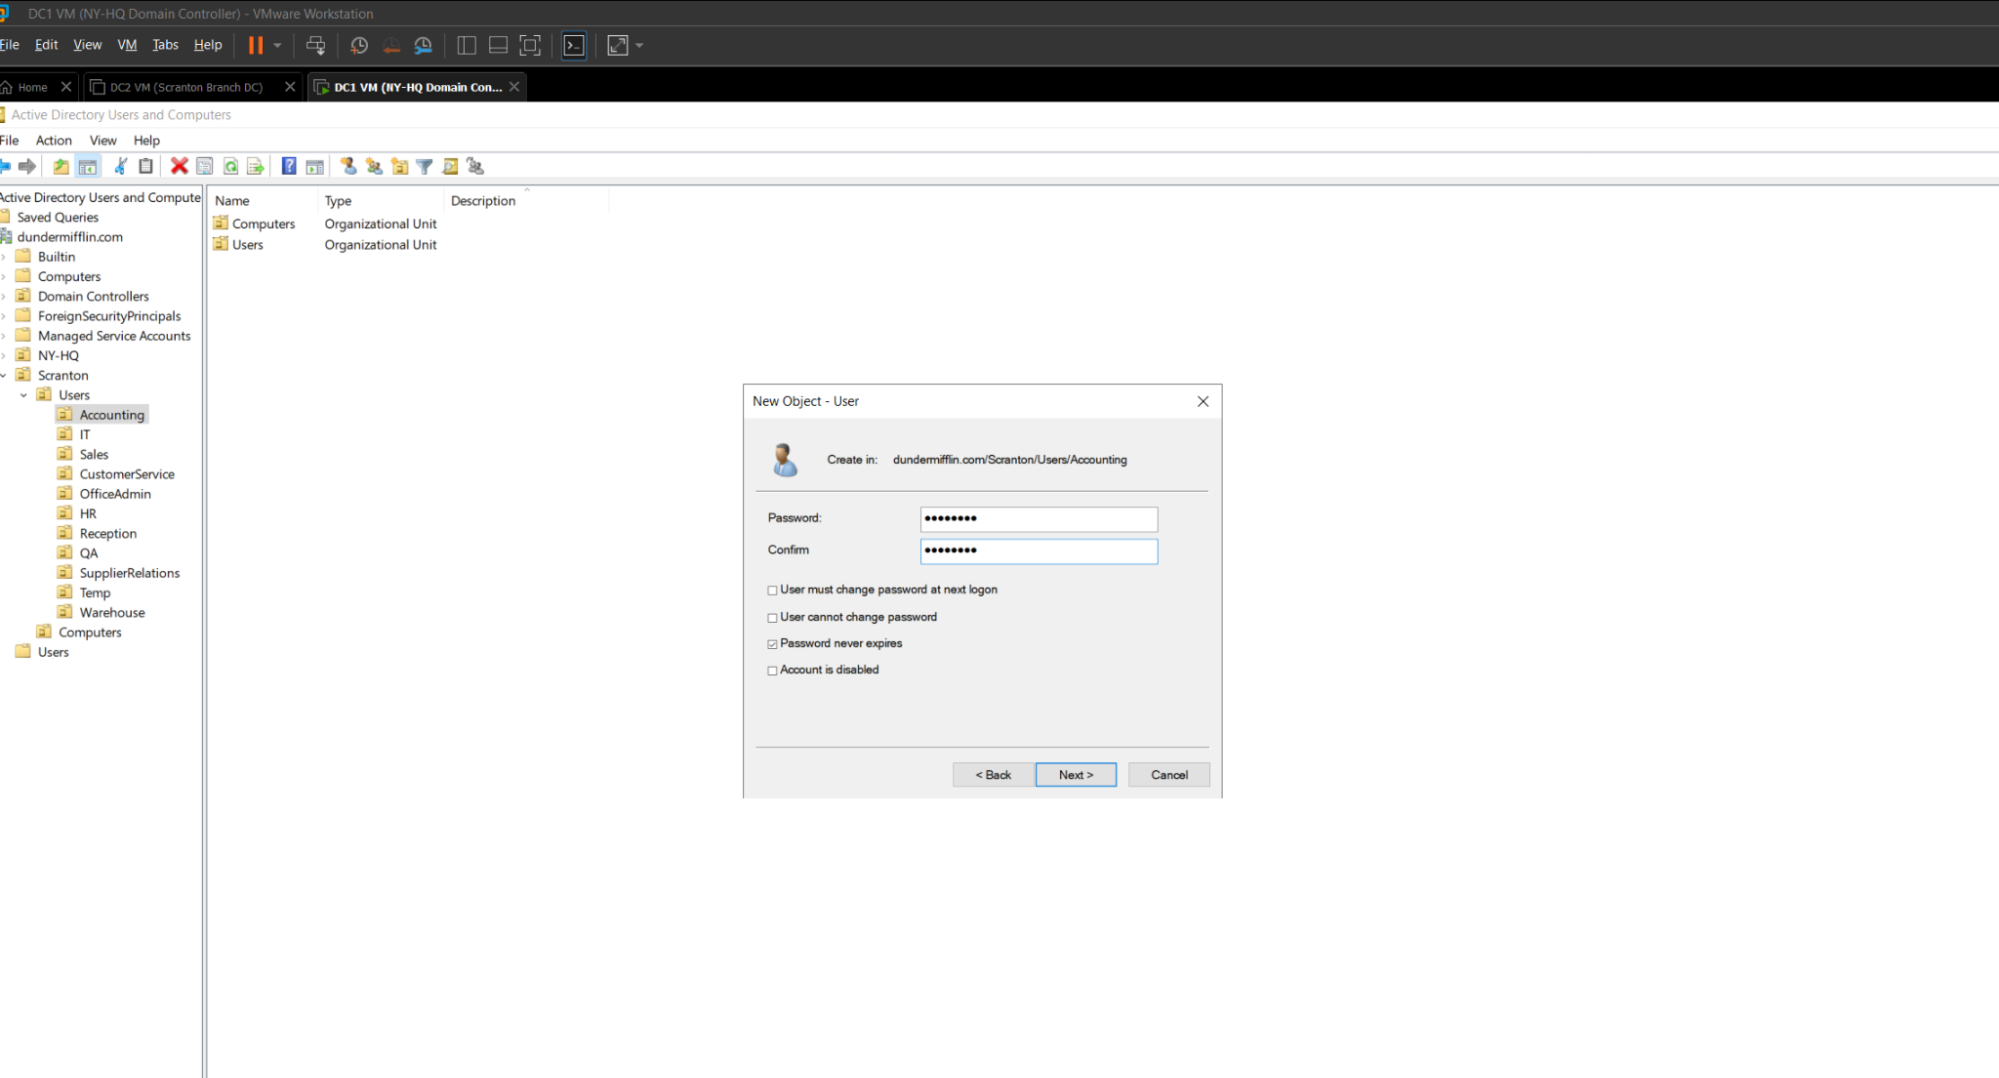 DC1 VM (NY-HQ Domain Controller) - VMware Workstation
File Edit View VM Tabs Help
Home DC2 VM (Scranton Branch DC) DC1 VM (NY-HQ Domain Con...
Active Directory Users and Computers
File Action View Help
Active Directory Users and Compute
Saved Queries
dundermifflin.com
Builtin
Computers
Domain Controllers
ForeignSecurityPrincipals
Managed Service Accounts
NY-HQ
Scranton
Users
Accounting
IT
Sales
CustomerService
OfficeAdmin
HR
Reception
QA
SupplierRelations
Temp
Warehouse
Computers
Users
Name Type Description
Computers Organizational Unit
Users Organizational Unit
New Object - User
Create in: dundermifflin.com/Scranton/Users/Accounting
Password: ••••••••
Confirm ••••••••
User must change password at next logon
User cannot change password
Password never expires
Account is disabled
< Back Next > Cancel